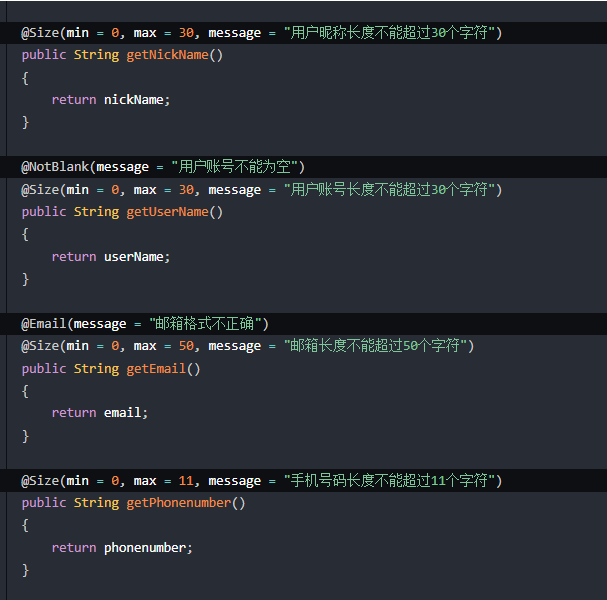 @Size(min = 0, max = 30, message = "用户昵称长度不能超过30个字符")
public String getNickName()
{
    return nickName;
}
@NotBlank(message = "用户账号不能为空")
@Size(min = 0, max = 30, message = "用户账号长度不能超过30个字符")
public String getUserName()
{
    return userName;
}
@Email(message = "邮箱格式不正确")
@Size(min = 0, max = 50, message = "邮箱长度不能超过50个字符")
public String getEmail()
{
    return email;
}
@Size(min = 0, max = 11, message = "手机号码长度不能超过11个字符")
public String getPhonenumber()
{
    return phonenumber;
}